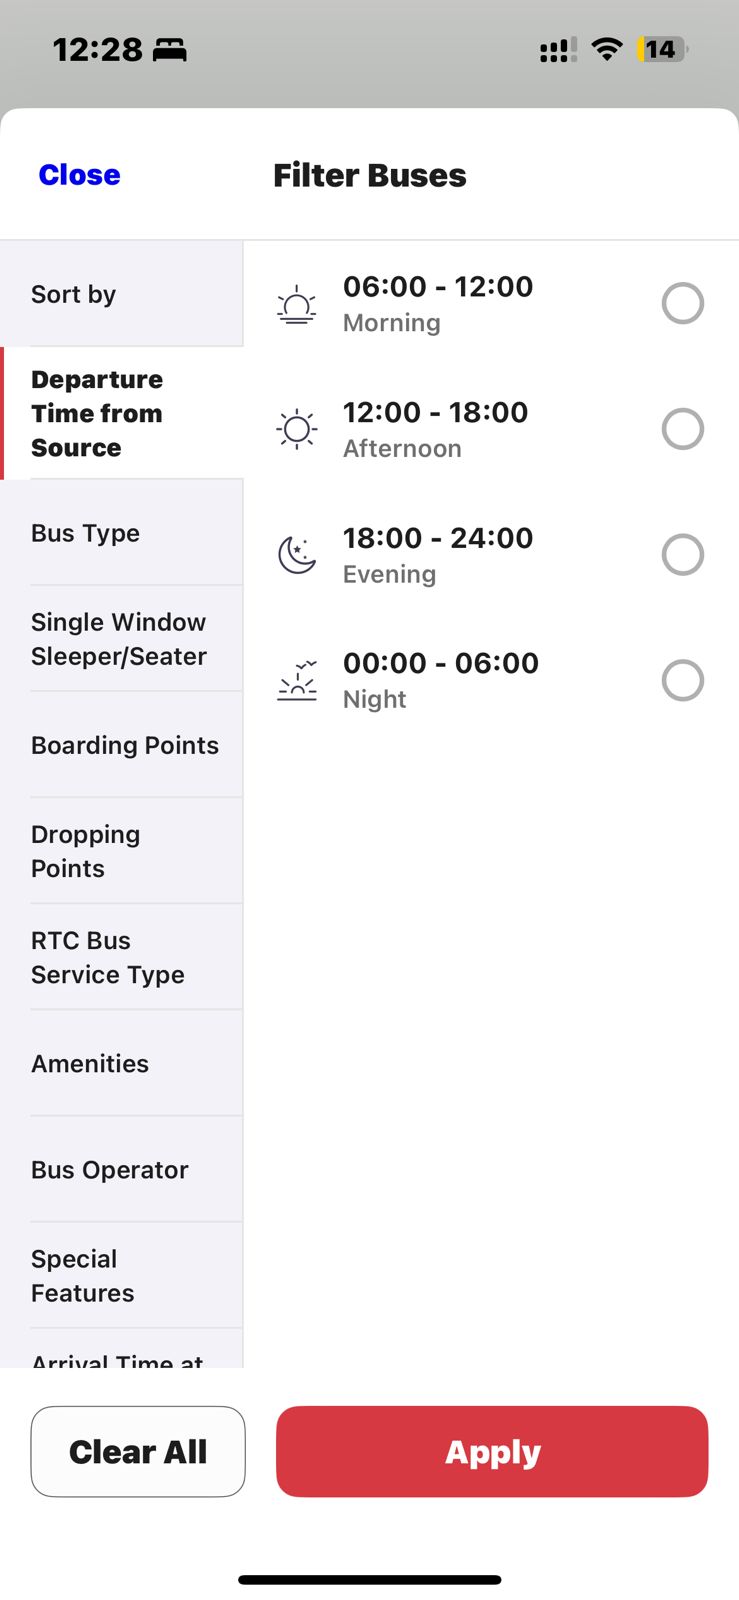 12:28
14
Close
Filter Buses
Sort by
Departure
Time from
Source
Bus Type
Single Window
Sleeper/Seater
Boarding Points
Dropping
Points
RTC Bus
Service Type
Amenities
Bus Operator
Special
Features
Arrival Time at
06:00 - 12:00
Morning
12:00 - 18:00
Afternoon
18:00 - 24:00
Evening
00:00 - 06:00
Night
Clear All
Apply